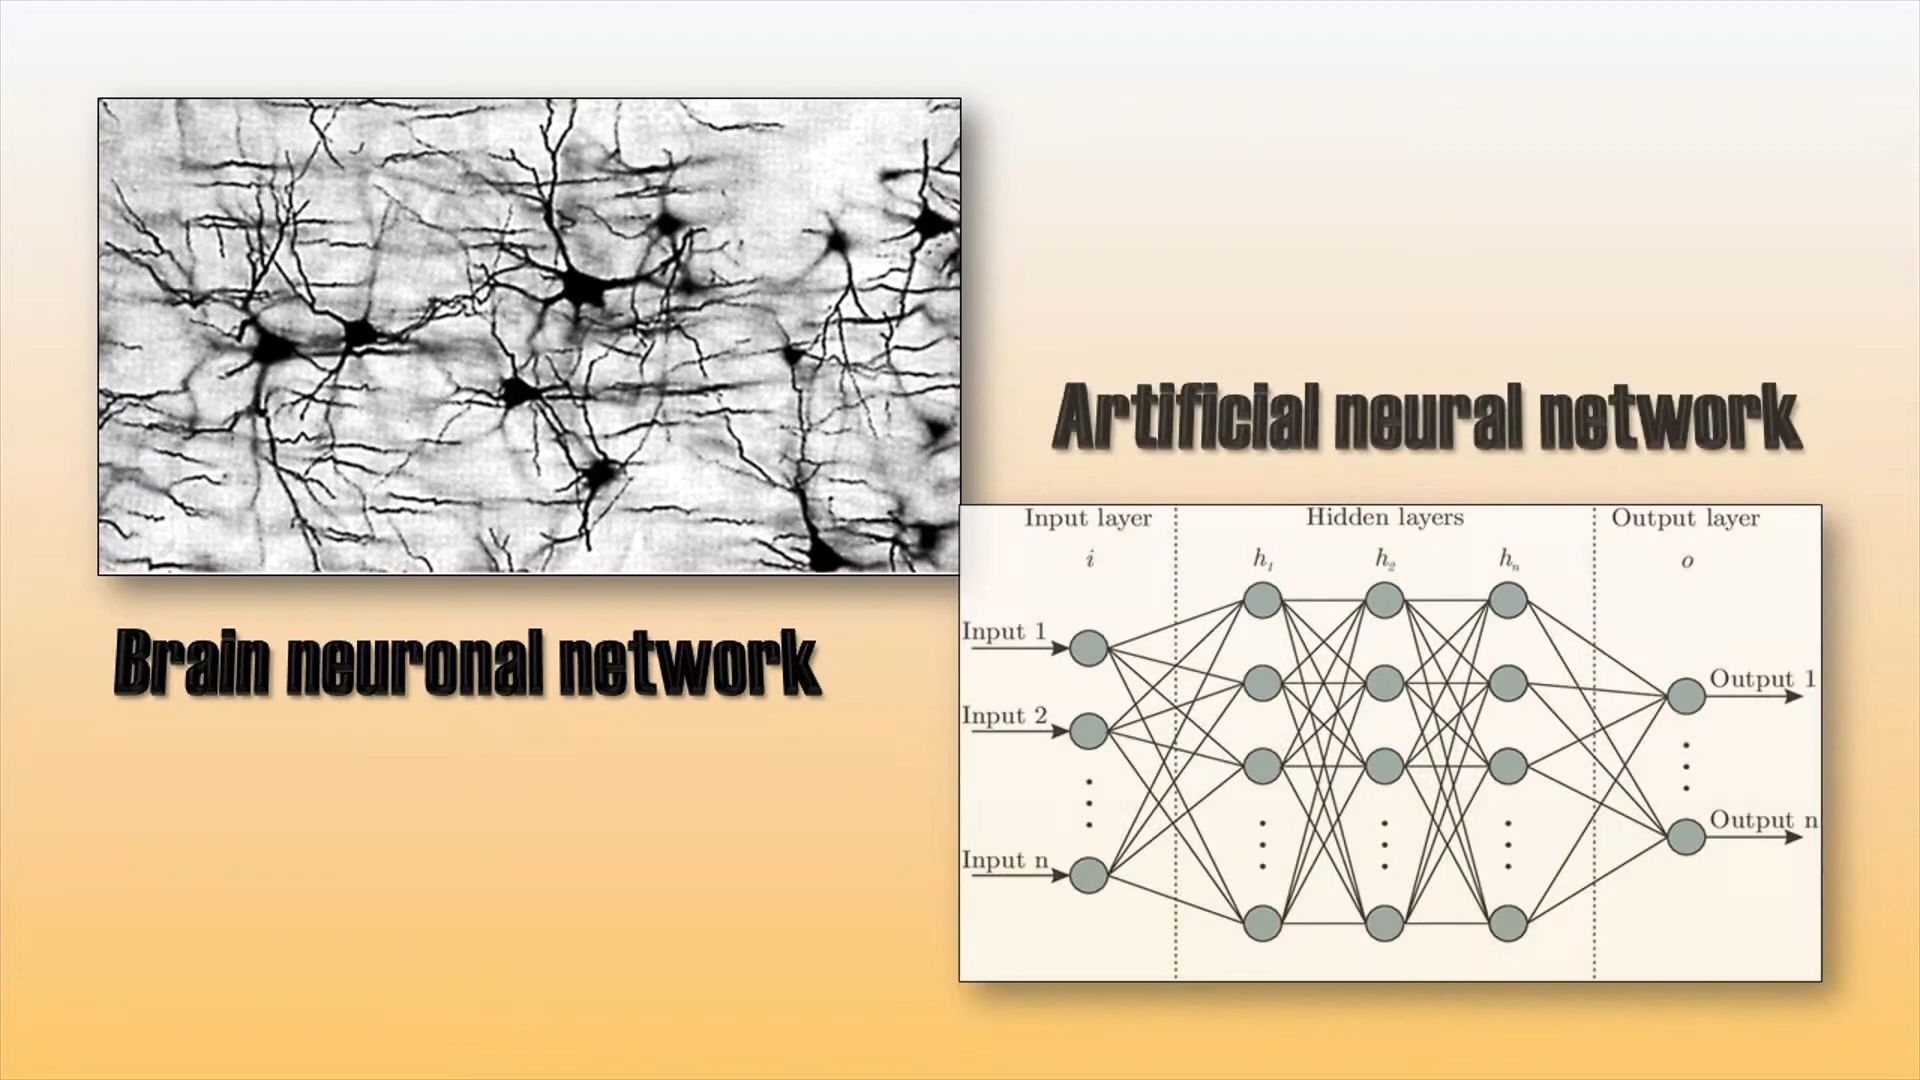 Brain neuronal network
Artificial neural network
Input layer
Hidden layers
Output layer
i
h₁
h₂
hₙ
o
Input 1
Input 2
Input n
Output 1
Output n